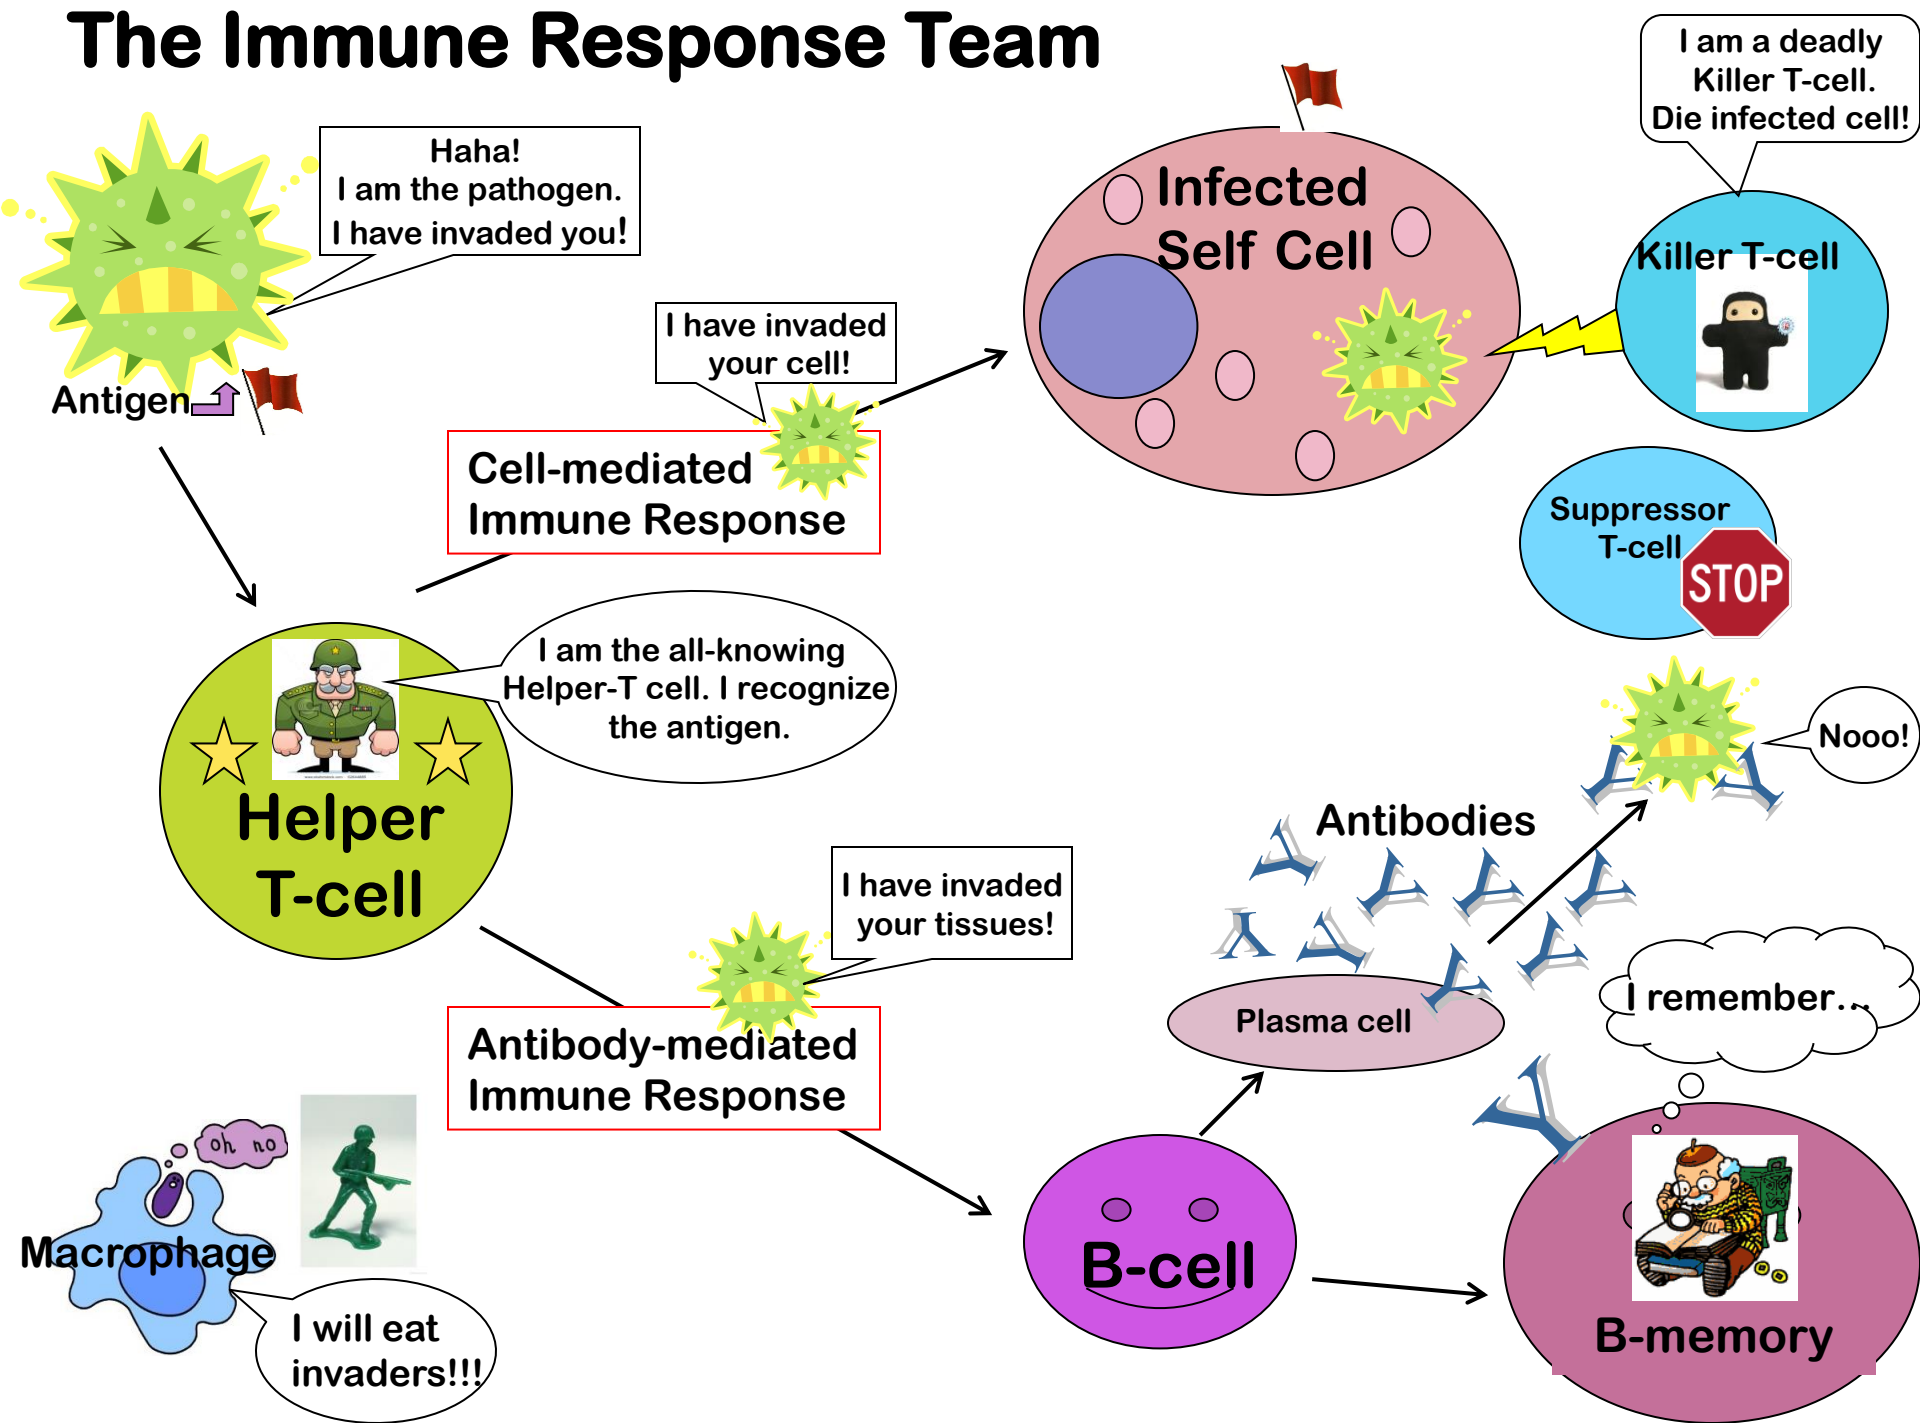 The Immune Response Team
Haha!
I am the pathogen.
I have invaded you!
Antigen
I have invaded
your cell!
Cell-mediated
Immune Response
Infected
Self Cell
I am a deadly
Killer T-cell.
Die infected cell!
Killer T-cell
Suppressor
T-cell
STOP
I am the all-knowing
Helper-T cell. I recognize
the antigen.
Helper
T-cell
I have invaded
your tissues!
Antibody-mediated
Immune Response
Nooo!
Antibodies
Plasma cell
I remember...
B-cell
B-memory
oh no
Macrophage
I will eat
invaders!!!